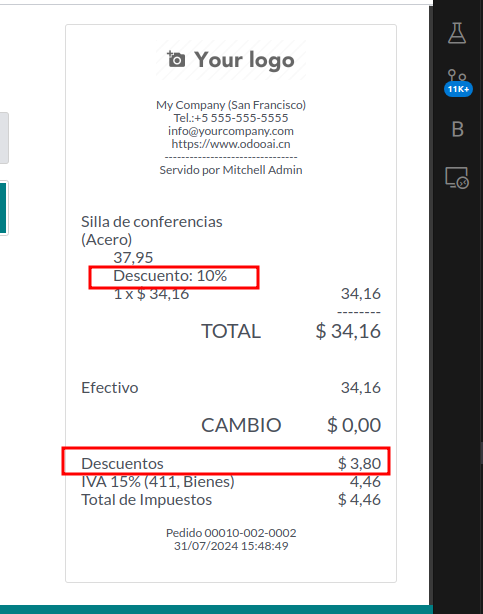 Your logo
My Company (San Francisco)
Tel.:+5 555-555-5555
info@yourcompany.com
https://www.odooai.cn
--------------------------------
Servido por Mitchell Admin
Silla de conferencias
(Acero)
37,95
Descuento: 10%
1 x $ 34,16 34,16
--------
TOTAL $ 34,16
Efectivo 34,16
CAMBIO $ 0,00
Descuentos $ 3,80
IVA 15% (411, Bienes) 4,46
Total de Impuestos $ 4,46
Pedido 00010-002-0002
31/07/2024 15:48:49
11K+
B